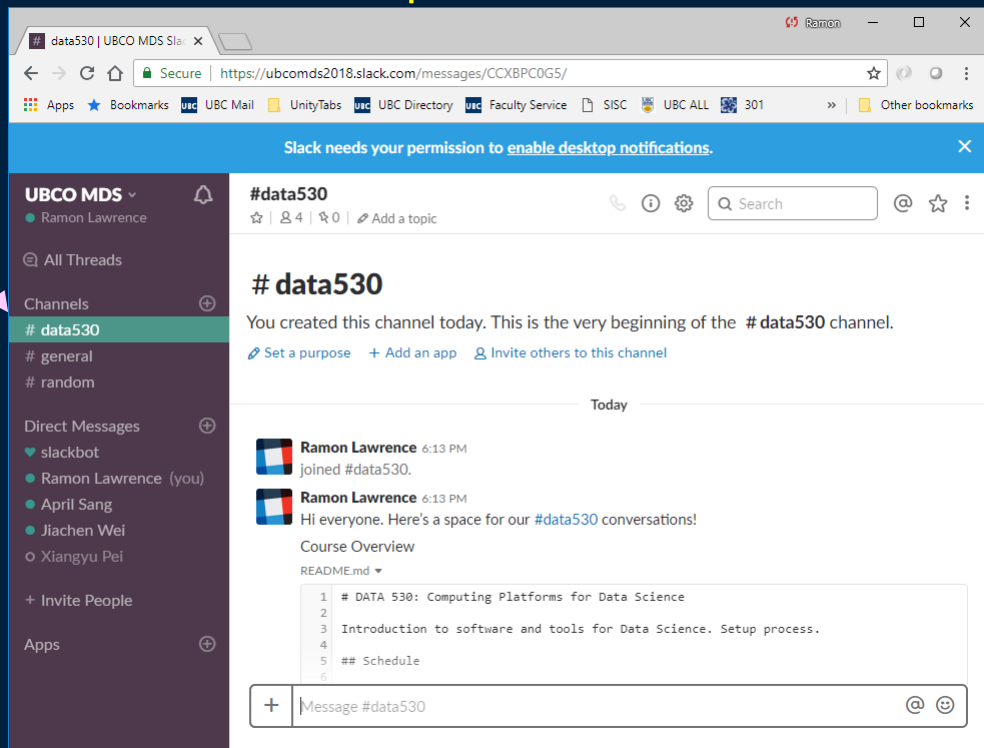 Ramon
# data530 | UBCO MDS Sla
Secure | https://ubcomds2018.slack.com/messages/CCXBPC0G5/
Apps Bookmarks UBC UBC Mail UnityTabs UBC UBC Directory UBC Faculty Service SISC UBC ALL 301 » Other bookmarks
Slack needs your permission to enable desktop notifications.
UBCO MDS
Ramon Lawrence
All Threads
Channels
# data530
# general
# random
Direct Messages
slackbot
Ramon Lawrence (you)
April Sang
Jiachen Wei
Xiangyu Pei
+ Invite People
Apps
#data530
4 | 0 | Add a topic
Search
@
# data530
You created this channel today. This is the very beginning of the # data530 channel.
Set a purpose + Add an app Invite others to this channel
Today
Ramon Lawrence 6:13 PM
joined #data530.
Ramon Lawrence 6:13 PM
Hi everyone. Here's a space for our #data530 conversations!
Course Overview
README.md
1 # DATA 530: Computing Platforms for Data Science
2
3 Introduction to software and tools for Data Science. Setup process.
4
5 ## Schedule
6
+ Message #data530 @